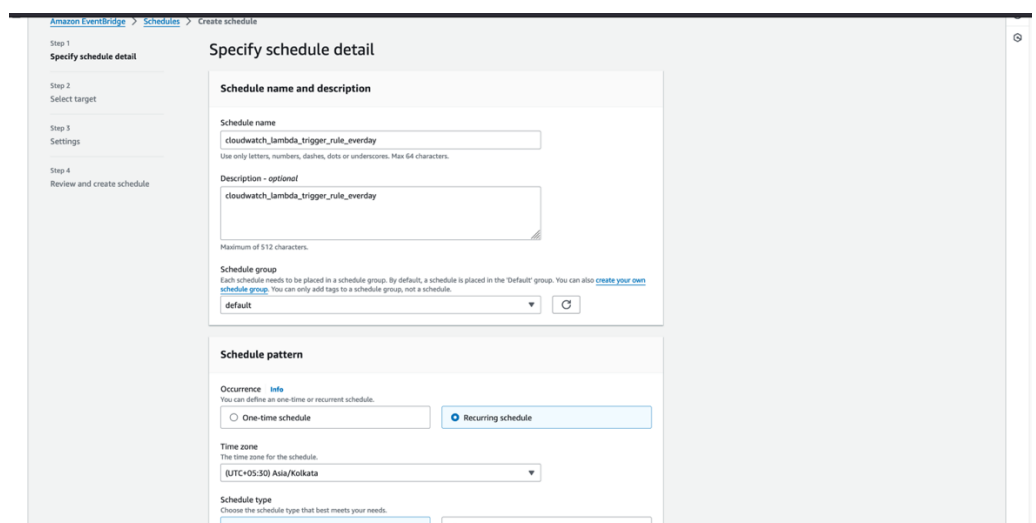 Amazon EventBridge > Schedules > Create schedule
Step 1
Specify schedule detail
Step 2
Select target
Step 3
Settings
Step 4
Review and create schedule
Specify schedule detail
Schedule name and description
Schedule name
cloudwatch_lambda_trigger_rule_everday
Use only letters, numbers, dashes, dots or underscores. Max 64 characters.
Description - optional
cloudwatch_lambda_trigger_rule_everday
Maximum of 512 characters.
Schedule group
Each schedule needs to be placed in a schedule group. By default, a schedule is placed in the 'Default' group. You can also create your own
schedule group. You can only add tags to a schedule group, not a schedule.
default
Schedule pattern
Occurrence Info
You can define an one-time or recurrent schedule.
One-time schedule
Recurring schedule
Time zone
The time zone for the schedule.
(UTC+05:30) Asia/Kolkata
Schedule type
Choose the schedule type that best meets your needs.